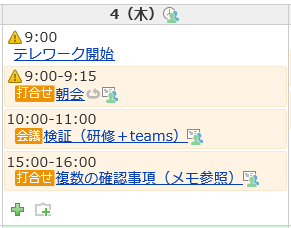 4（木）
9:00
テレワーク開始
9:00-9:15
打合せ 朝会
10:00-11:00
会議 検証（研修＋teams）
15:00-16:00
打合せ 複数の確認事項（メモ参照）